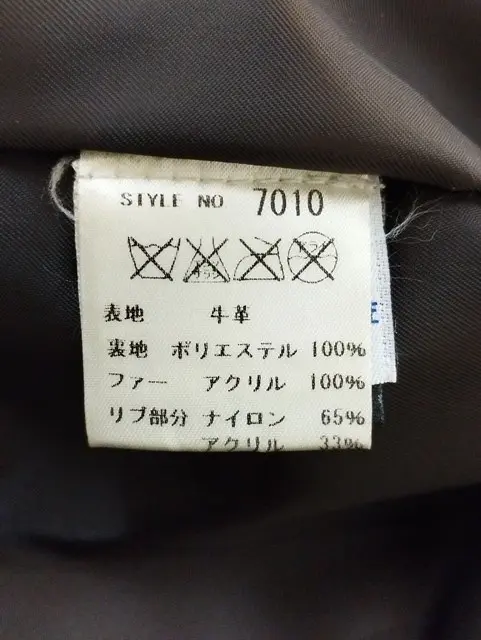 STYLE NO 7010
表地 牛革
裏地 ポリエステル 100%
ファー アクリル 100%
リブ部分 ナイロン 65%
アクリル 33%
E